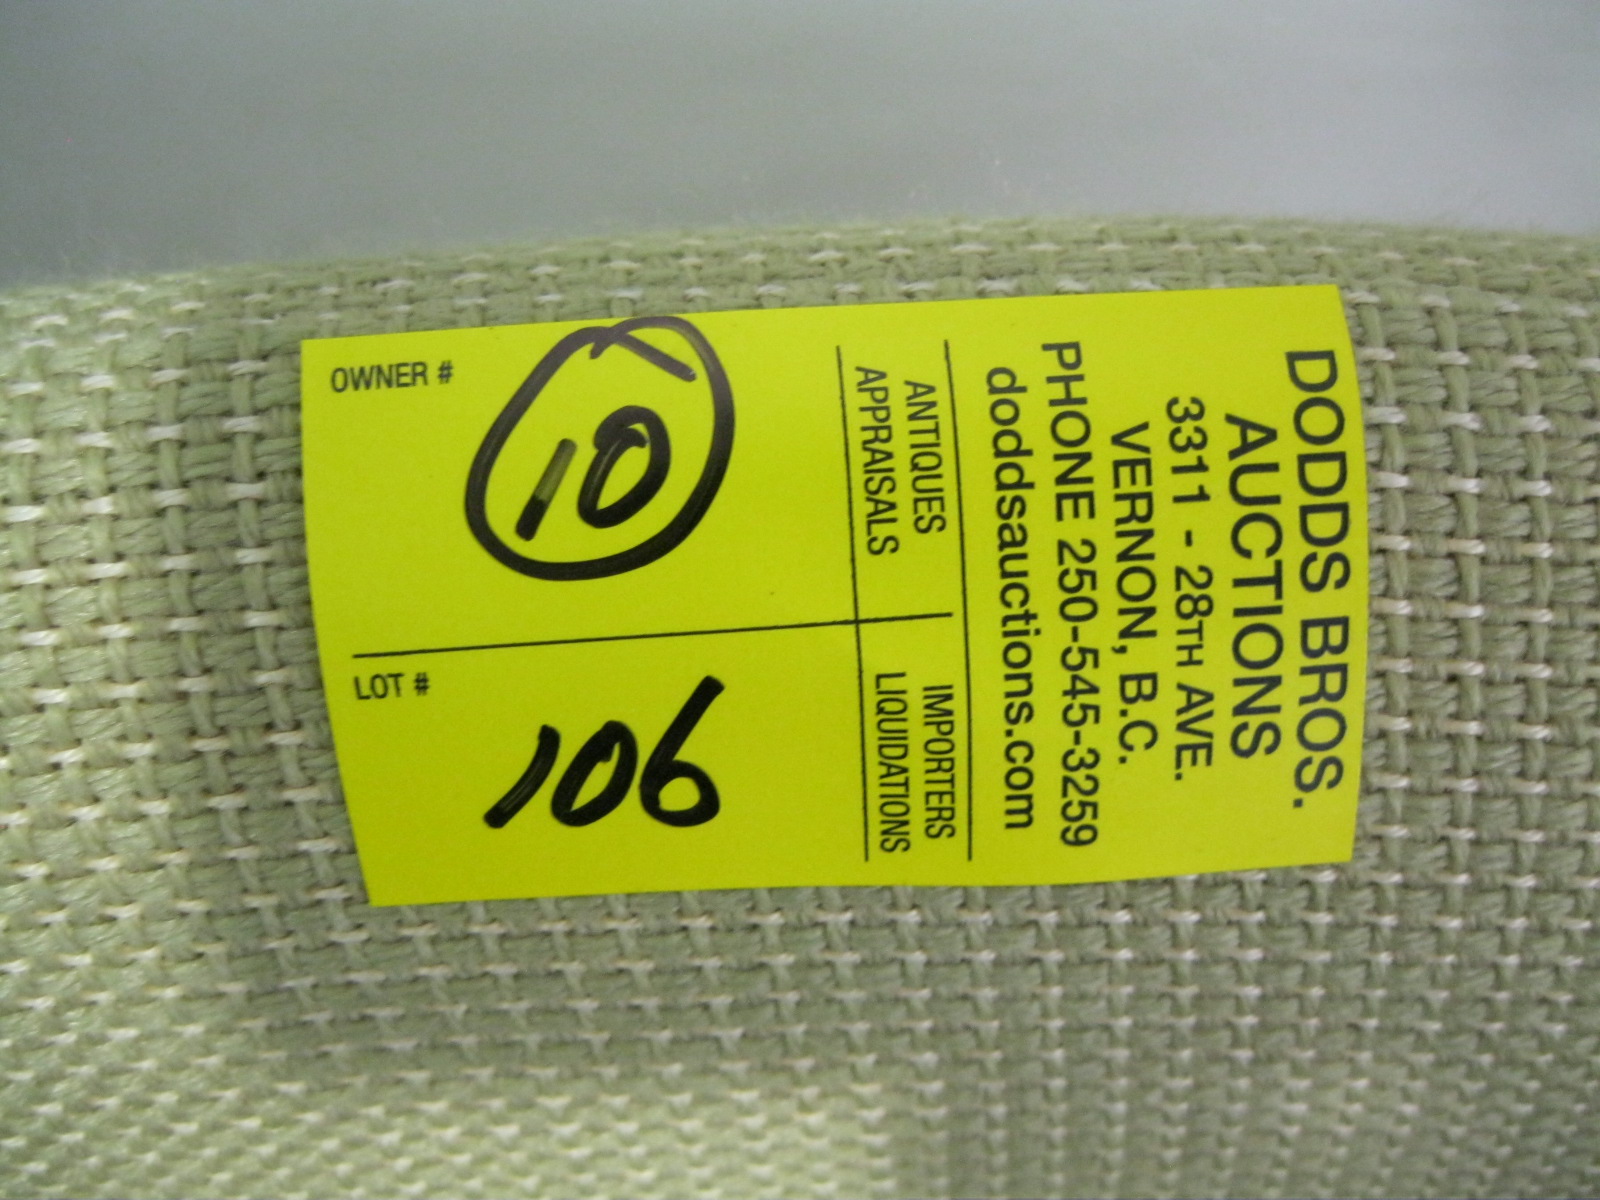 DODDS BROS.
AUCTIONS
3311 - 28TH AVE.
VERNON, B.C.
PHONE 250-545-3259
doddsauctions.com
ANTIQUES
APPRAISALS
IMPORTERS
LIQUIDATIONS
OWNER #
10
LOT #
106